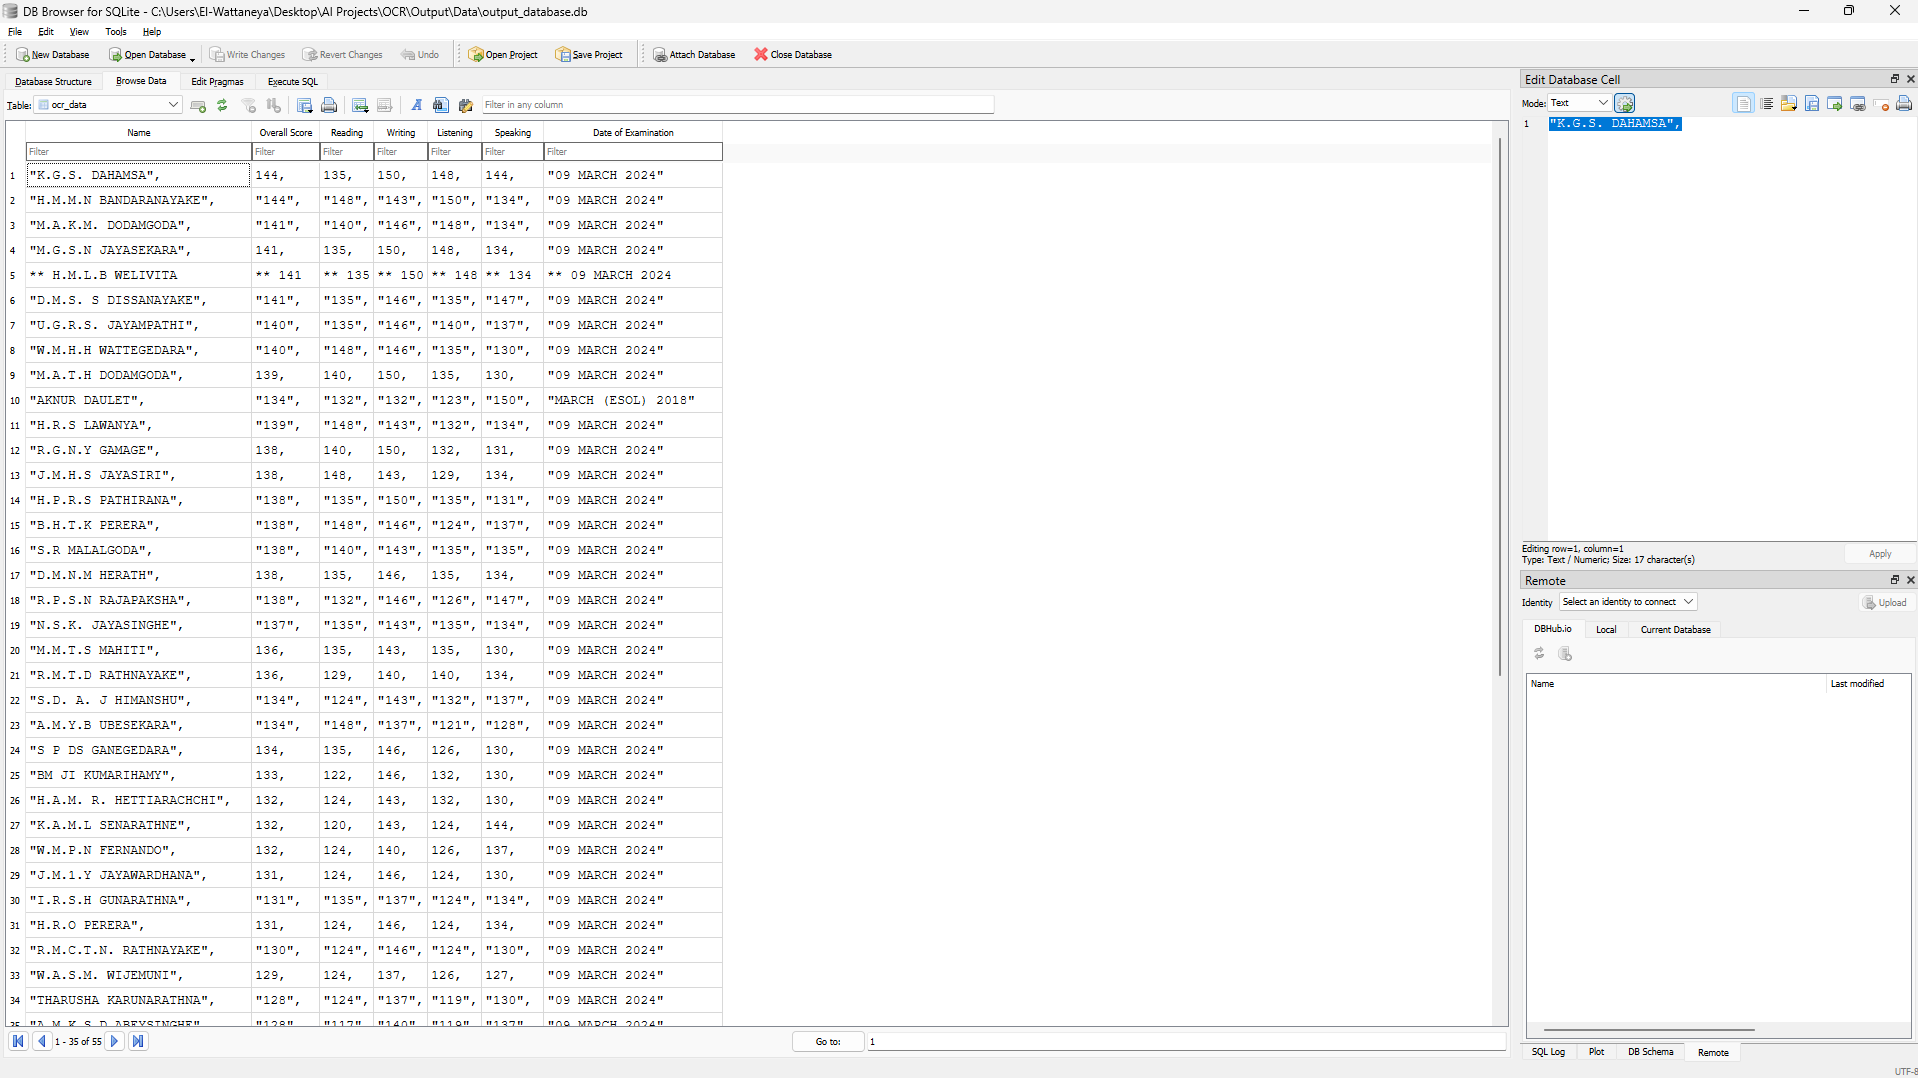 DB Browser for SQLite - C:\Users\El-Wattaneya\Desktop\AI Projects\OCR\Output\Data\output_database.db
File Edit View Tools Help
New Database Open Database Write Changes Revert Changes Undo Open Project Save Project Attach Database Close Database
Database Structure Browse Data Edit Pragmas Execute SQL
Table: ocr_data Filter in any column
Name Overall Score Reading Writing Listening Speaking Date of Examination
Filter Filter Filter Filter Filter Filter Filter
1 "K.G.S. DAHAMSA", 144, 135, 150, 148, 144, "09 MARCH 2024"
2 "H.M.M.N BANDARANAYAKE", "144", "148", "143", "150", "134", "09 MARCH 2024"
3 "M.A.K.M. DODAMGODA", "141", "140", "146", "148", "134", "09 MARCH 2024"
4 "M.G.S.N JAYASEKARA", 141, 135, 150, 148, 134, "09 MARCH 2024"
5 ** H.M.L.B WELIVITA ** 141 ** 135 ** 150 ** 148 ** 134 ** 09 MARCH 2024
6 "D.M.S. S DISSANAYAKE", "141", "135", "146", "135", "147", "09 MARCH 2024"
7 "U.G.R.S. JAYAMPATHI", "140", "135", "146", "140", "137", "09 MARCH 2024"
8 "W.M.H.H WATTEGEDARA", "140", "148", "146", "135", "130", "09 MARCH 2024"
9 "M.A.T.H DODAMGODA", 139, 140, 150, 135, 130, "09 MARCH 2024"
10 "AKNUR DAULET", "134", "132", "132", "123", "150", "MARCH (ESOL) 2018"
11 "H.R.S LAWANYA", "139", "148", "143", "132", "134", "09 MARCH 2024"
12 "R.G.N.Y GAMAGE", 138, 140, 150, 132, 131, "09 MARCH 2024"
13 "J.M.H.S JAYASIRI", 138, 148, 143, 129, 134, "09 MARCH 2024"
14 "H.P.R.S PATHIRANA", "138", "135", "150", "135", "131", "09 MARCH 2024"
15 "B.H.T.K PERERA", "138", "148", "146", "124", "137", "09 MARCH 2024"
16 "S.R MALALGODA", "138", "140", "143", "135", "135", "09 MARCH 2024"
17 "D.M.N.M HERATH", 138, 135, 146, 135, 134, "09 MARCH 2024"
18 "R.P.S.N RAJAPAKSHA", "138", "132", "146", "126", "147", "09 MARCH 2024"
19 "N.S.K. JAYASINGHE", "137", "135", "143", "135", "134", "09 MARCH 2024"
20 "M.M.T.S MAHITI", 136, 135, 143, 135, 130, "09 MARCH 2024"
21 "R.M.T.D RATHNAYAKE", 136, 129, 140, 140, 134, "09 MARCH 2024"
22 "S.D. A. J HIMANSHU", "134", "124", "143", "132", "137", "09 MARCH 2024"
23 "A.M.Y.B UBESEKARA", "134", "148", "137", "121", "128", "09 MARCH 2024"
24 "S P DS GANEGEDARA", 134, 135, 146, 126, 130, "09 MARCH 2024"
25 "BM JI KUMARIHAMY", 133, 122, 146, 132, 130, "09 MARCH 2024"
26 "H.A.M. R. HETTIARACHCHI", 132, 124, 143, 132, 130, "09 MARCH 2024"
27 "K.A.M.L SENARATHNE", 132, 120, 143, 124, 144, "09 MARCH 2024"
28 "W.M.P.N FERNANDO", 132, 124, 140, 126, 137, "09 MARCH 2024"
29 "J.M.1.Y JAYAWARDHANA", 131, 124, 146, 124, 130, "09 MARCH 2024"
30 "I.R.S.H GUNARATHNA", "131", "135", "137", "124", "134", "09 MARCH 2024"
31 "H.R.O PERERA", 131, 124, 146, 124, 134, "09 MARCH 2024"
32 "R.M.C.T.N. RATHNAYAKE", "130", "124", "146", "124", "130", "09 MARCH 2024"
33 "W.A.S.M. WIJEMUNI", 129, 124, 137, 126, 127, "09 MARCH 2024"
34 "THARUSHA KARUNARATHNA", "128", "124", "137", "119", "130", "09 MARCH 2024"
35 "A.M.K.S.D ABEYSINGHE", "128", "117", "140", "119", "137", "09 MARCH 2024"
1 - 35 of 55 Go to: 1
Edit Database Cell
Mode: Text
1 "K.G.S. DAHAMSA",
Editing row=1, column=1
Type: Text / Numeric; Size: 17 character(s)
Apply
Remote
Identity Select an identity to connect Upload
DBHub.io Local Current Database
Name Last modified
SQL Log Plot DB Schema Remote
UTF-8